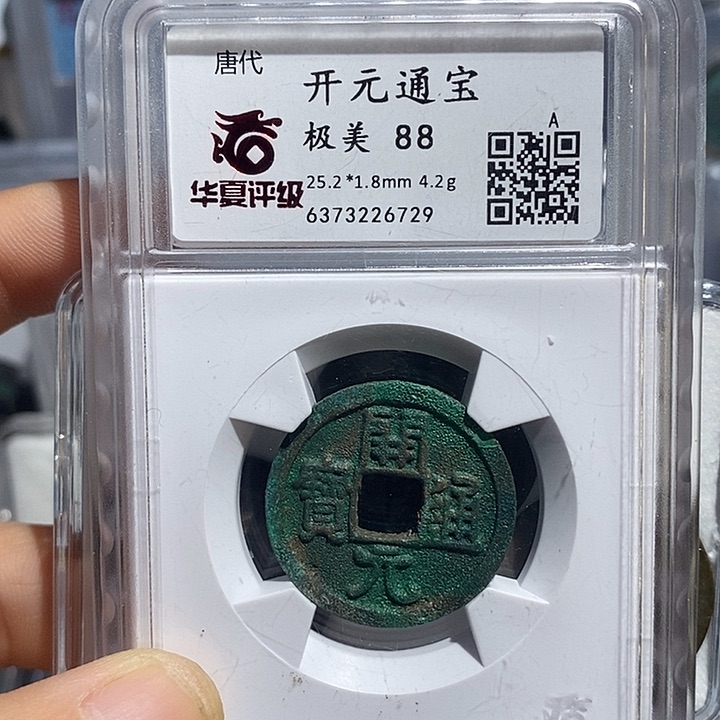 唐代
开元通宝
极美 88
A
华夏评级
25.2*1.8mm 4.2g
6373226729
開
元
通
寶